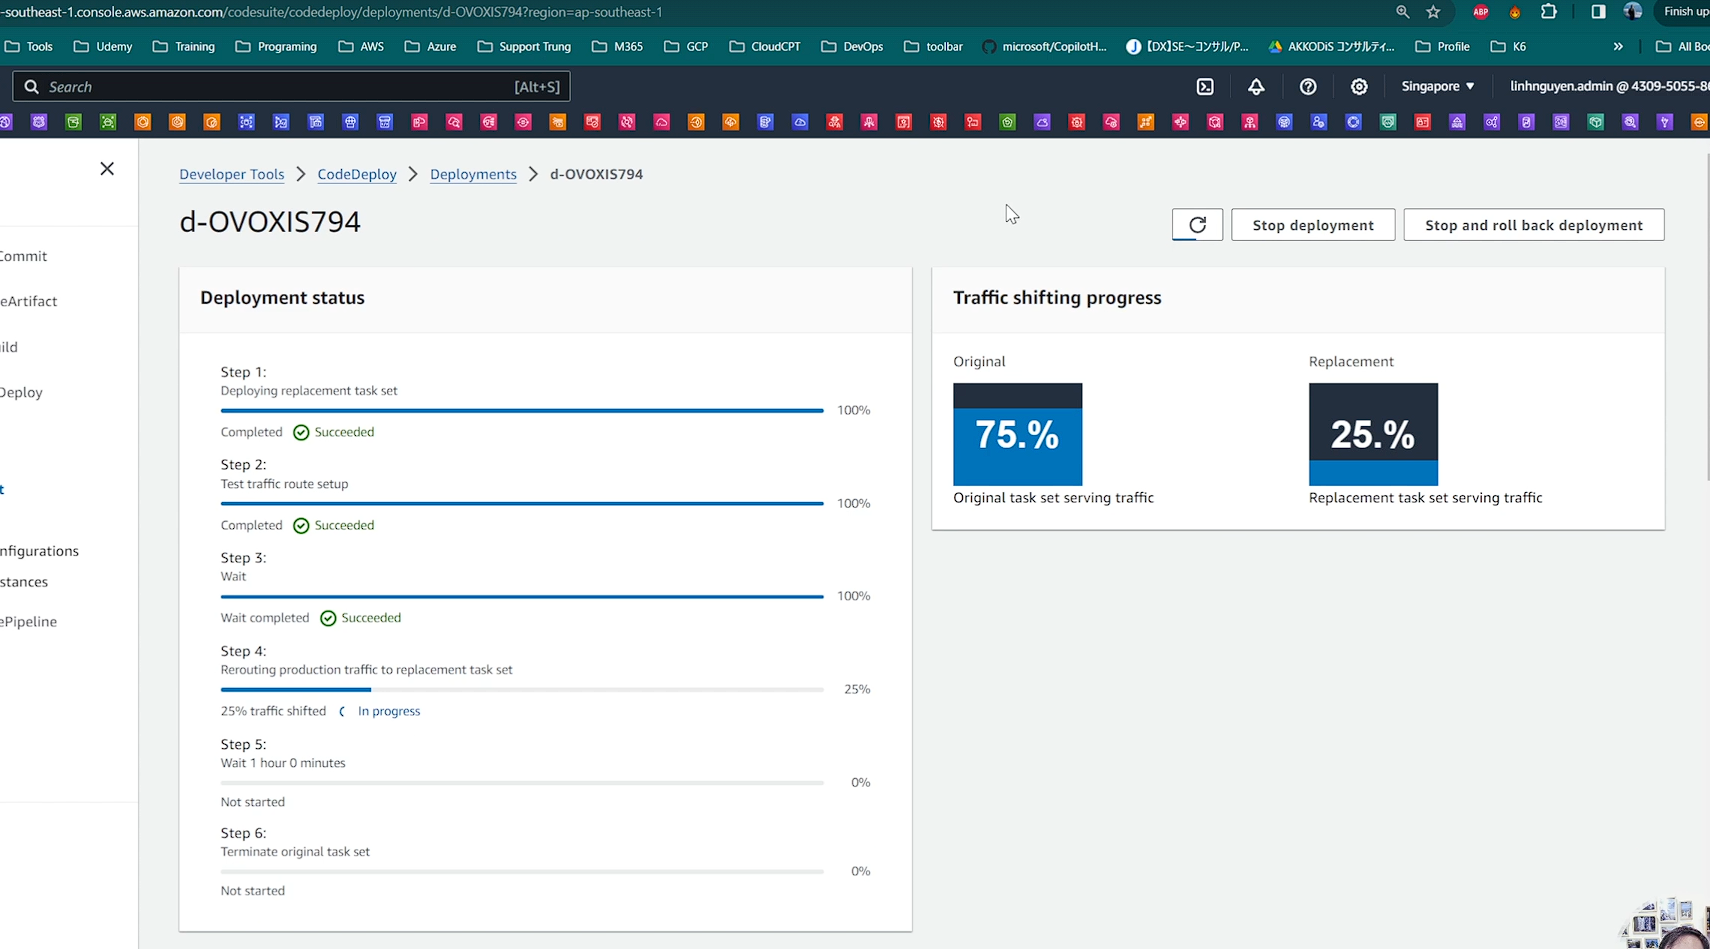 -southeast-1.console.aws.amazon.com/codesuite/codedeploy/deployments/d-OVOXIS794?region=ap-southeast-1
ABP
Finish up
Tools Udemy Training Programing AWS Azure Support Trung M365 GCP CloudCPT DevOps toolbar microsoft/CopilotH... 【DX】SE～コンサル/P... AKKODiS コンサルティ... Profile K6 » All Boo
Search [Alt+S] Singapore linhnguyen.admin @ 4309-5055-8
Developer Tools > CodeDeploy > Deployments > d-OVOXIS794
d-OVOXIS794
Stop deployment
Stop and roll back deployment
Commit
eArtifact
ild
Deploy
t
nfigurations
stances
ePipeline
Deployment status
Step 1:
Deploying replacement task set
100%
Completed Succeeded
Step 2:
Test traffic route setup
100%
Completed Succeeded
Step 3:
Wait
100%
Wait completed Succeeded
Step 4:
Rerouting production traffic to replacement task set
25%
25% traffic shifted In progress
Step 5:
Wait 1 hour 0 minutes
0%
Not started
Step 6:
Terminate original task set
0%
Not started
Traffic shifting progress
Original
75.%
Original task set serving traffic
Replacement
25.%
Replacement task set serving traffic